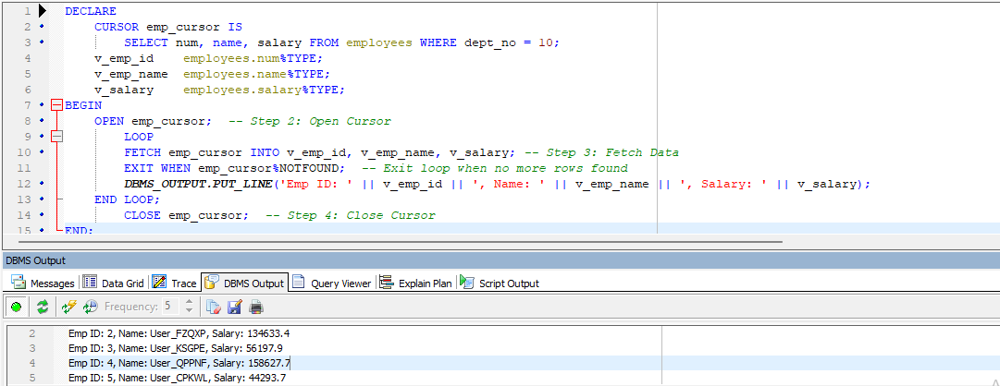 1 DECLARE
2 CURSOR emp_cursor IS
3 SELECT num, name, salary FROM employees WHERE dept_no = 10;
4 v_emp_id employees.num%TYPE;
5 v_emp_name employees.name%TYPE;
6 v_salary employees.salary%TYPE;
7 BEGIN
8 OPEN emp_cursor; -- Step 2: Open Cursor
9 LOOP
10 FETCH emp_cursor INTO v_emp_id, v_emp_name, v_salary; -- Step 3: Fetch Data
11 EXIT WHEN emp_cursor%NOTFOUND; -- Exit loop when no more rows found
12 DBMS_OUTPUT.PUT_LINE('Emp ID: ' || v_emp_id || ', Name: ' || v_emp_name || ', Salary: ' || v_salary);
13 END LOOP;
14 CLOSE emp_cursor; -- Step 4: Close Cursor
15 END;
DBMS Output
Messages Data Grid Trace DBMS Output Query Viewer Explain Plan Script Output
Frequency: 5
2 Emp ID: 2, Name: User_FZQXP, Salary: 134633.4
3 Emp ID: 3, Name: User_KSGPE, Salary: 56197.9
4 Emp ID: 4, Name: User_QPPNF, Salary: 158627.7
5 Emp ID: 5, Name: User_CPKWL, Salary: 44293.7